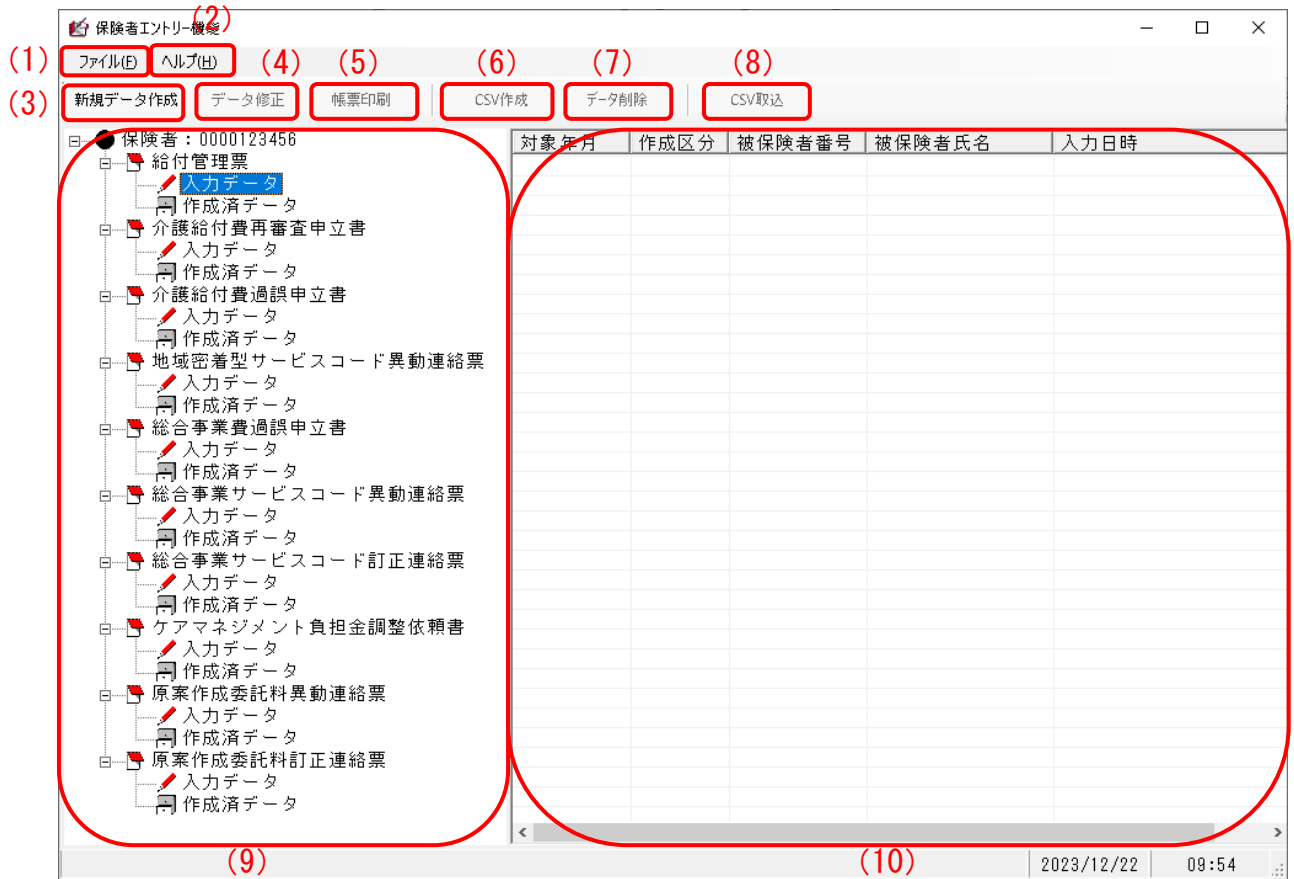 保険者エントリー機能
(2)
(1)
ファイル(F) ヘルプ(H)
(4) (5) (6) (7) (8)
(3)
新規データ作成 データ修正 帳票印刷 CSV作成 データ削除 CSV取込
保険者：0000123456
対象年月 作成区分 被保険者番号 被保険者氏名 入力日時
給付管理票
入力データ
作成済データ
介護給付費再審査申立書
入力データ
作成済データ
介護給付費過誤申立書
入力データ
作成済データ
地域密着型サービスコード異動連絡票
入力データ
作成済データ
総合事業費過誤申立書
入力データ
作成済データ
総合事業サービスコード異動連絡票
入力データ
作成済データ
総合事業サービスコード訂正連絡票
入力データ
作成済データ
ケアマネジメント負担金調整依頼書
入力データ
作成済データ
原案作成委託料異動連絡票
入力データ
作成済データ
原案作成委託料訂正連絡票
入力データ
作成済データ
(9) (10)
2023/12/22 09:54